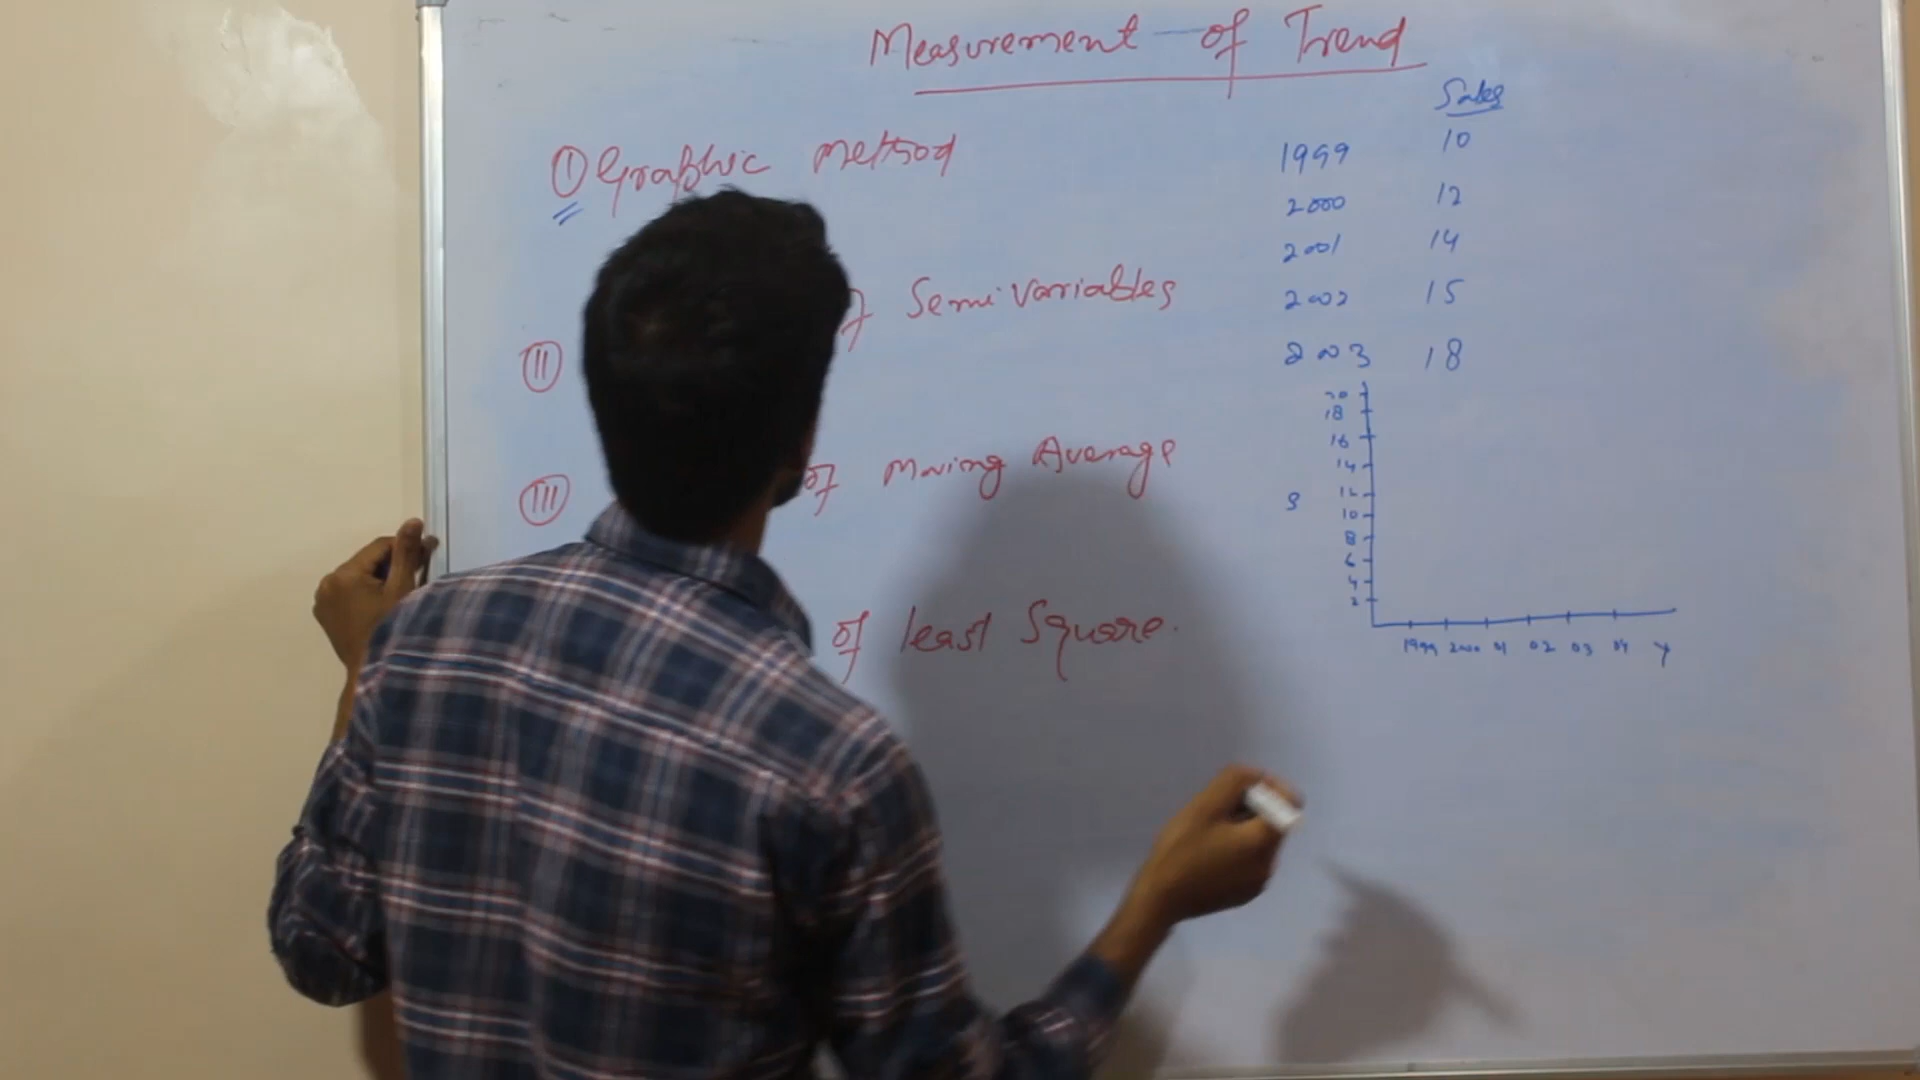 Measurement of Trend
Sales
① Graphic Method
1999 10
2000 12
2001 14
of Semi Variables
2002 15
II
2003 18
20
18
16
of Moving Average
14
III
12
S
10
8
6
4
of least Square.
2
1999 2000 01 02 03 04 Y